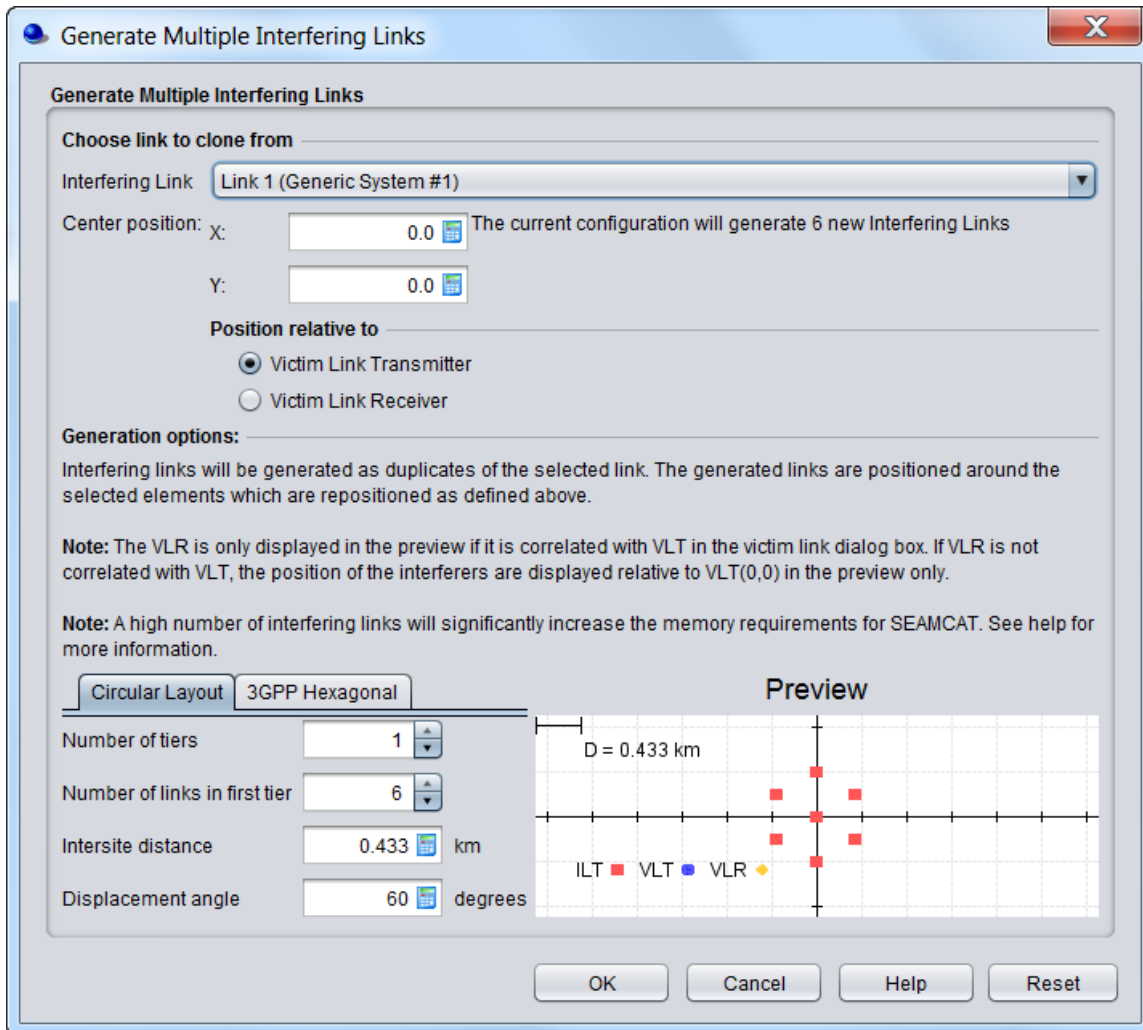 Generate Multiple Interfering Links
X
Generate Multiple Interfering Links
Choose link to clone from
Interfering Link Link 1 (Generic System #1)
Center position: X: 0.0 The current configuration will generate 6 new Interfering Links
Y: 0.0
Position relative to
Victim Link Transmitter
Victim Link Receiver
Generation options:
Interfering links will be generated as duplicates of the selected link. The generated links are positioned around the
selected elements which are repositioned as defined above.
Note: The VLR is only displayed in the preview if it is correlated with VLT in the victim link dialog box. If VLR is not
correlated with VLT, the position of the interferers are displayed relative to VLT(0,0) in the preview only.
Note: A high number of interfering links will significantly increase the memory requirements for SEAMCAT. See help for
more information.
Circular Layout 3GPP Hexagonal
Preview
Number of tiers 1
Number of links in first tier 6
Intersite distance 0.433 km
Displacement angle 60 degrees
D = 0.433 km
ILT VLT VLR
OK Cancel Help Reset